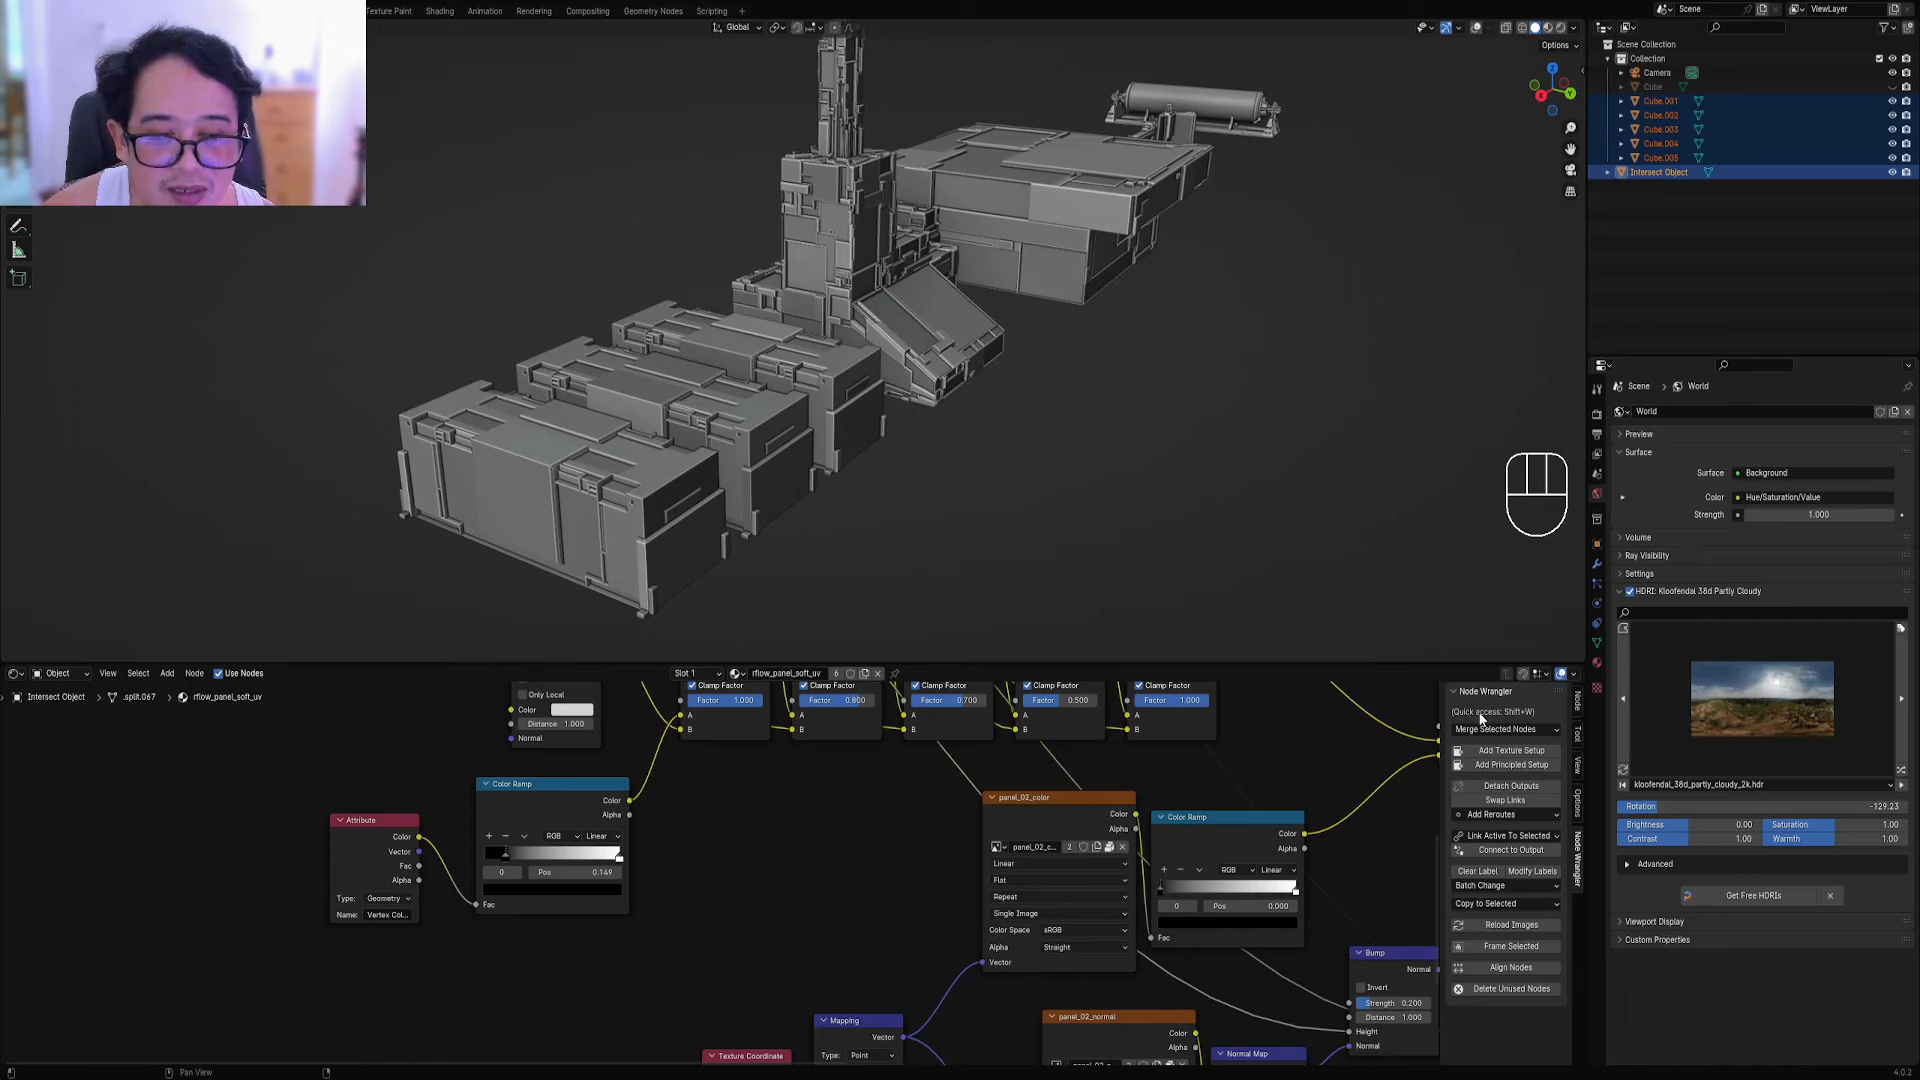 Texture Paint Shading Animation Rendering Compositing Geometry Nodes Scripting +
Scene ViewLayer
Global
Options
Z
Y
X
Scene Collection
Collection
Camera
Cube
Cube.001
Cube.002
Cube.003
Cube.004
Cube.005
Intersect Object
Scene > World
World
Preview
Surface
Surface Background
Color Hue/Saturation/Value
Strength 1.000
Volume
Ray Visibility
Settings
HDRI: Kloofendal 38d Partly Cloudy
kloofendal_38d_partly_cloudy_2k.hdr
Rotation -129.23
Brightness 0.00 Saturation 1.00
Contrast 1.00 Warmth 1.00
Advanced
Get Free HDRIs
Viewport Display
Custom Properties
Object View Select Add Node Use Nodes Slot 1 rflow_panel_soft_uv 6
Intersect Object > .split.067 > rflow_panel_soft_uv
Only Local
Color
Distance 1.000
Normal
Clamp Factor
Factor 1.000
A
B
Clamp Factor
Factor 0.800
A
B
Clamp Factor
Factor 0.700
A
B
Clamp Factor
Factor 0.500
A
B
Clamp Factor
Factor 1.000
A
B
Attribute
Color
Vector
Fac
Alpha
Type: Geometry
Name: Vertex Col...
Color Ramp
Color
Alpha
RGB Linear
0 Pos 0.149
Fac
panel_02_color
Color
Alpha
panel_02_c... 2
Linear
Flat
Repeat
Single Image
Color Space sRGB
Alpha Straight
Vector
Color Ramp
Color
Alpha
RGB Linear
0 Pos 0.000
Fac
Mapping
Vector
Type: Point
Texture Coordinate
panel_02_normal
Color
Alpha
Normal Map
Bump
Normal
Invert
Strength 0.200
Distance 1.000
Height
Normal
Node Wrangler
(Quick access: Shift+W)
Merge Selected Nodes
Add Texture Setup
Add Principled Setup
Detach Outputs
Swap Links
Add Reroutes
Link Active To Selected
Connect to Output
Clear Label Modify Labels
Batch Change
Copy to Selected
Reload Images
Frame Selected
Align Nodes
Delete Unused Nodes
Node
Tool
View
Options
Node Wrangler
Pan View
4.0.2